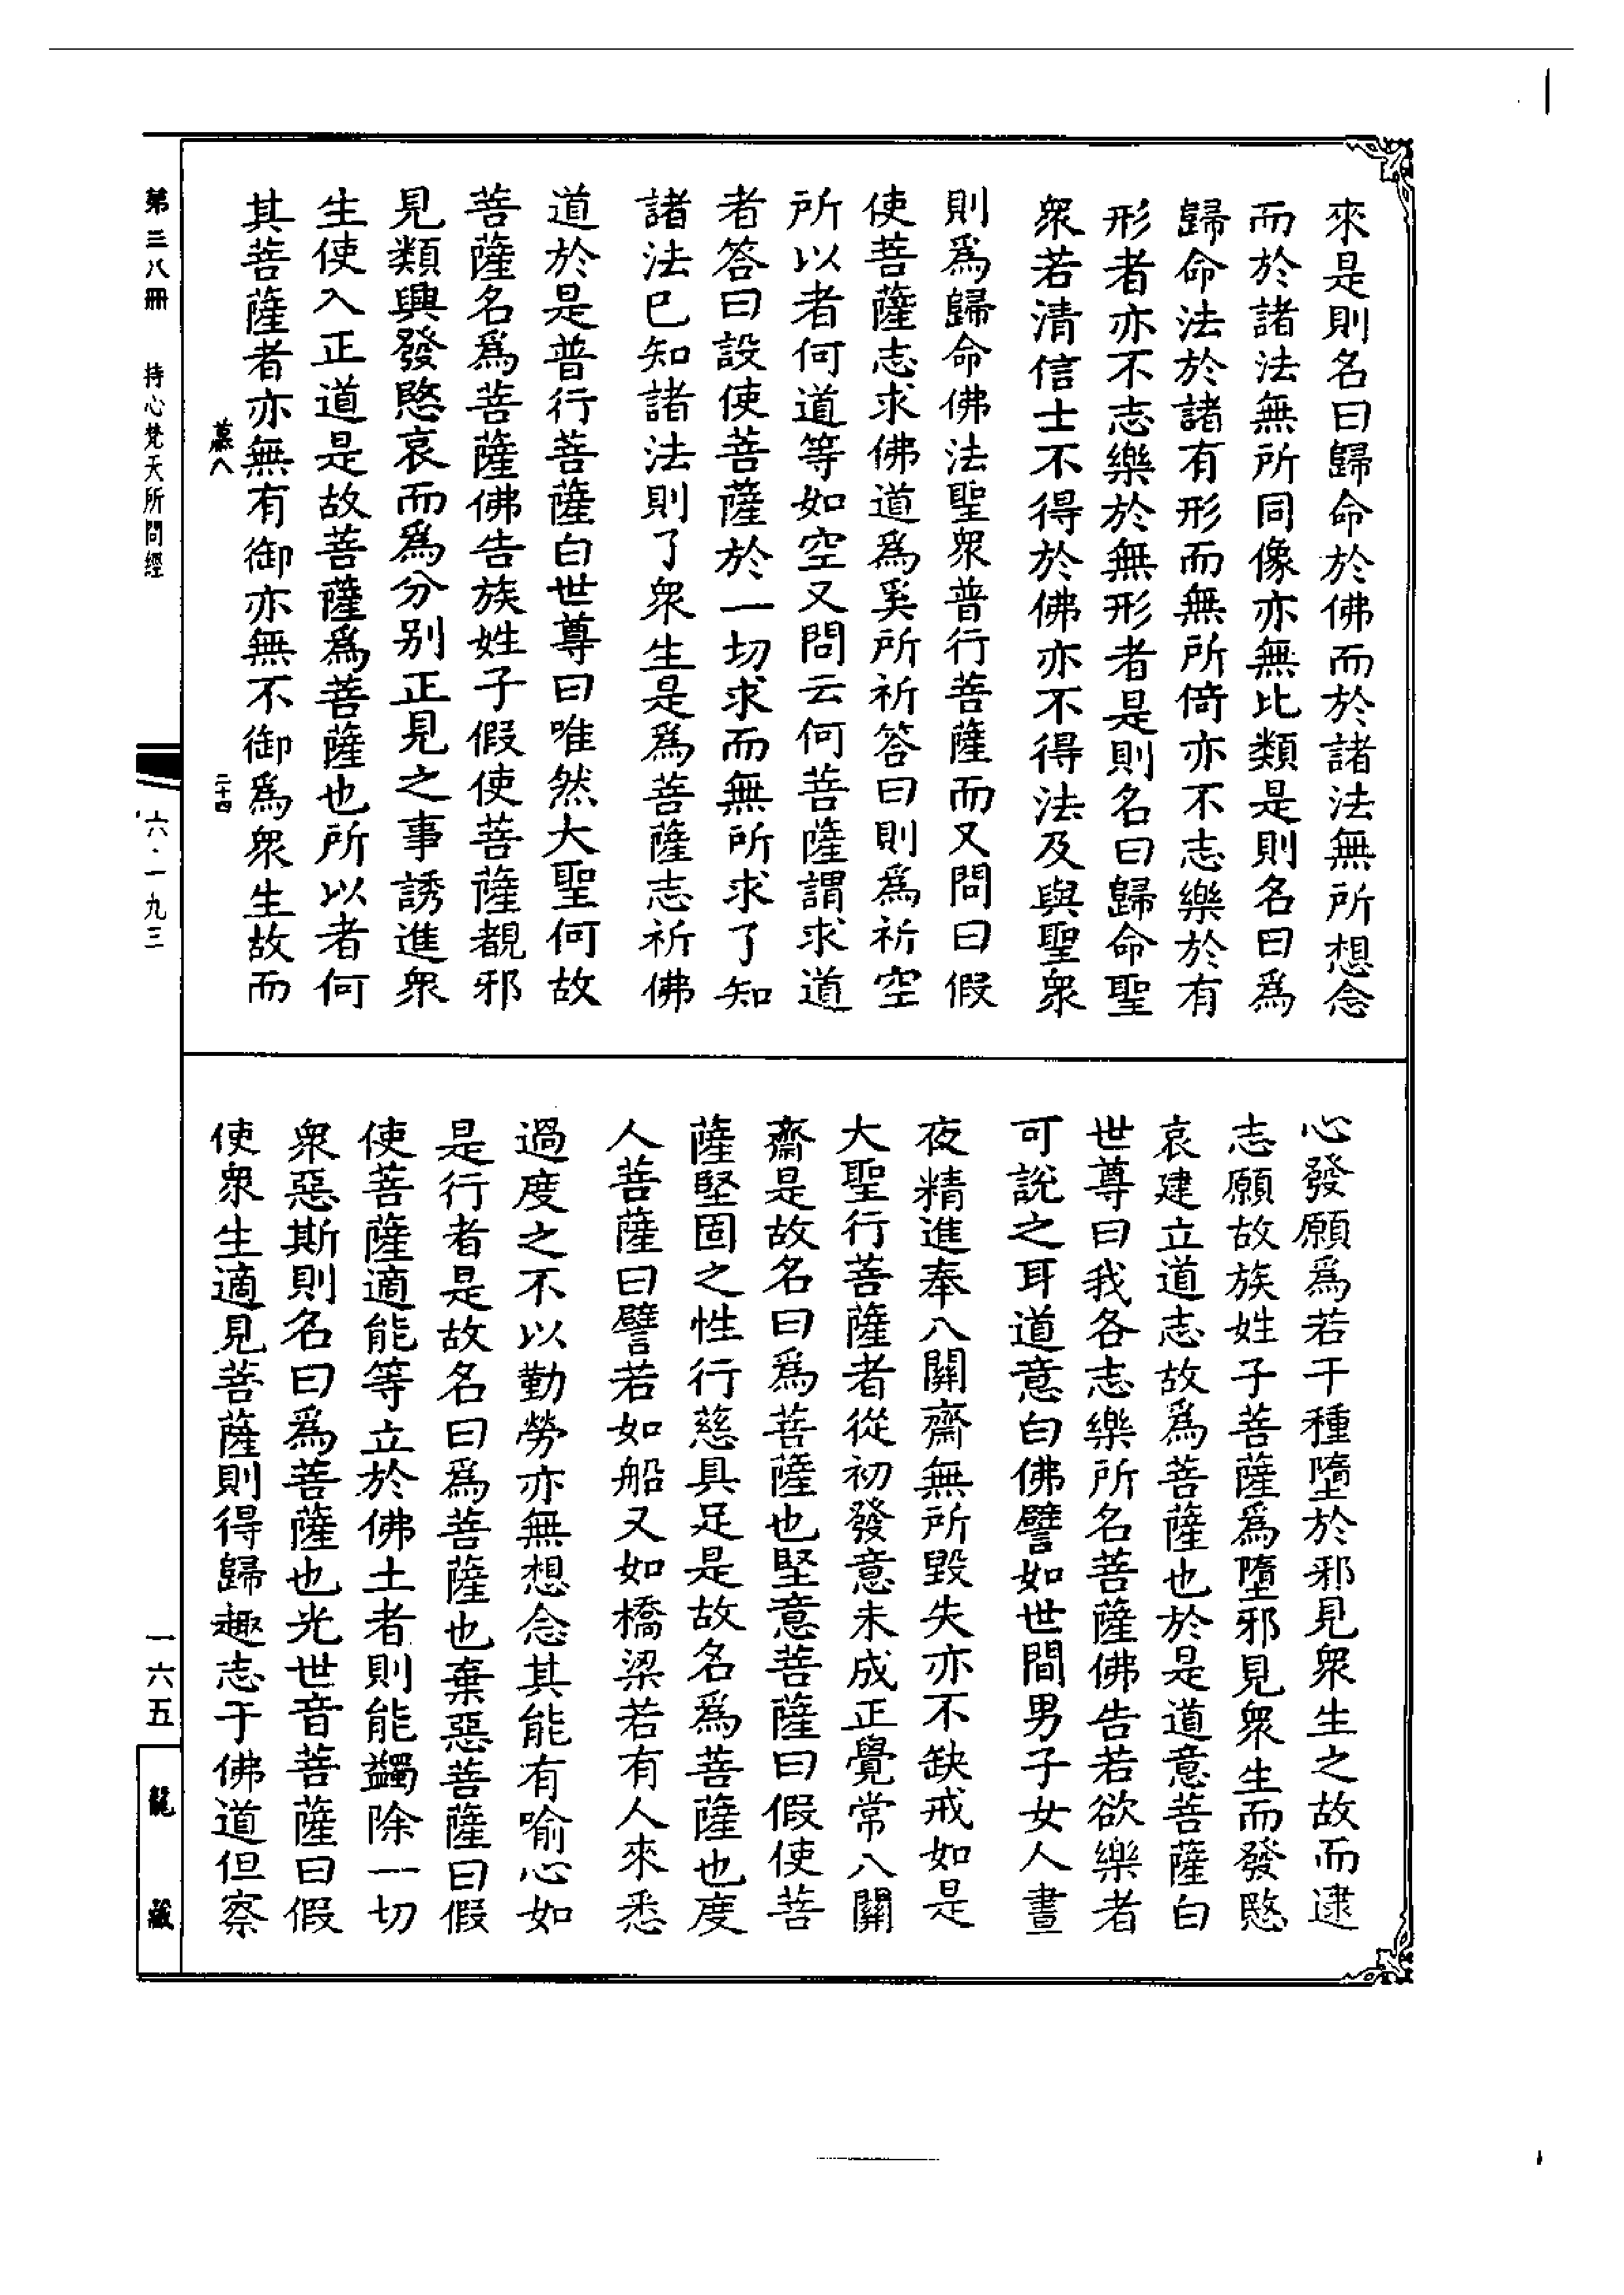 來是則名曰歸命於佛而於諸法無所想念
而於諸法無所同像亦無比類是則名曰爲
歸命法於諸有形而無所倚亦不志樂於有
形者亦不志樂於無形者是則名曰歸命聖
衆若清信士不得於佛亦不得法及與聖衆
則爲歸命佛法聖衆普行菩薩而又問曰假
使菩薩志求佛道爲奚所祈答曰則爲祈空
所以者何道等如空又問云何菩薩謂求道
者答曰設使菩薩於一切求而無所求了知
諸法已知諸法則了衆生是爲菩薩志祈佛
道於是普行菩薩白世尊曰唯然大聖何故
菩薩名爲菩薩佛告族姓子假使菩薩覩邪
見類興發愍哀而爲分别正見之事誘進衆
生使入正道是故菩薩爲菩薩也所以者何
其菩薩者亦無有御亦無不御爲衆生故而
二十四
心發願爲若干種墮於邪見衆生之故而逮
志願故族姓子菩薩爲墮邪見衆生而發愍
哀建立道志故爲菩薩也於是道意菩薩白
世尊曰我各志樂所名菩薩佛告若欲樂者
可說之耳道意白佛譬如世間男子女人晝
夜精進奉八關齋無所毀失亦不缺戒如是
大聖行菩薩者從初發意未成正覺常八關
齋是故名曰爲菩薩也堅意菩薩曰假使菩
薩堅固之性行慈具足是故名爲菩薩也度
人菩薩曰譬若如船又如橋梁若有人來悉
過度之不以勤勞亦無想念其能有喻心如
是行者是故名曰爲菩薩也棄惡菩薩曰假
使菩薩適能等立於佛土者則能蠲除一切
衆惡斯則名曰爲菩薩也光世音菩薩曰假
使衆生適見菩薩則得歸趣志于佛道但察
第三八冊
持心梵天所問經
六·一九三
一六五
龍藏